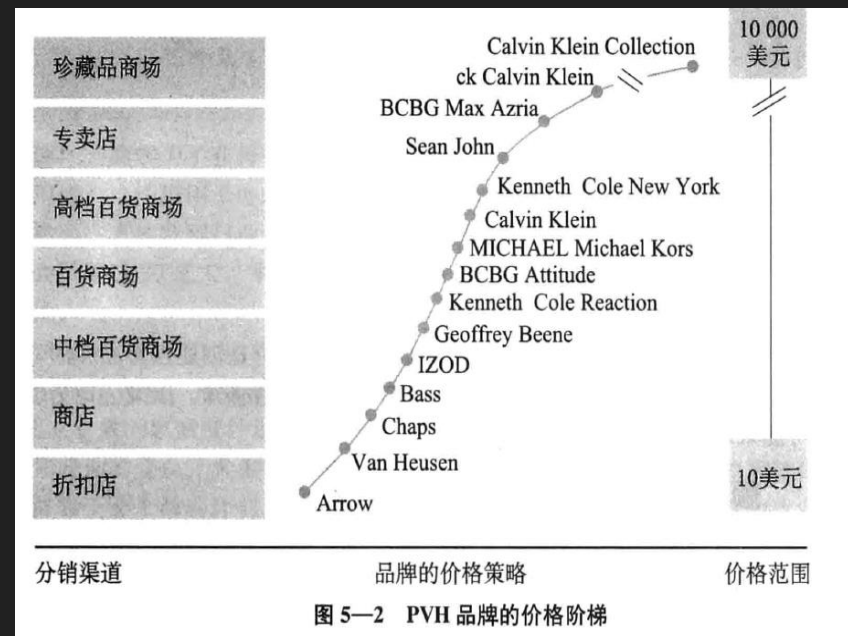 珍藏品商场
专卖店
高档百货商场
百货商场
中档百货商场
商店
折扣店
Calvin Klein Collection
ck Calvin Klein
BCBG Max Azria
Sean John
Kenneth Cole New York
Calvin Klein
MICHAEL Michael Kors
BCBG Attitude
Kenneth Cole Reaction
Geoffrey Beene
IZOD
Bass
Chaps
Van Heusen
Arrow
10 000
美元
10美元
分销渠道
品牌的价格策略
价格范围
图 5—2 PVH 品牌的价格阶梯